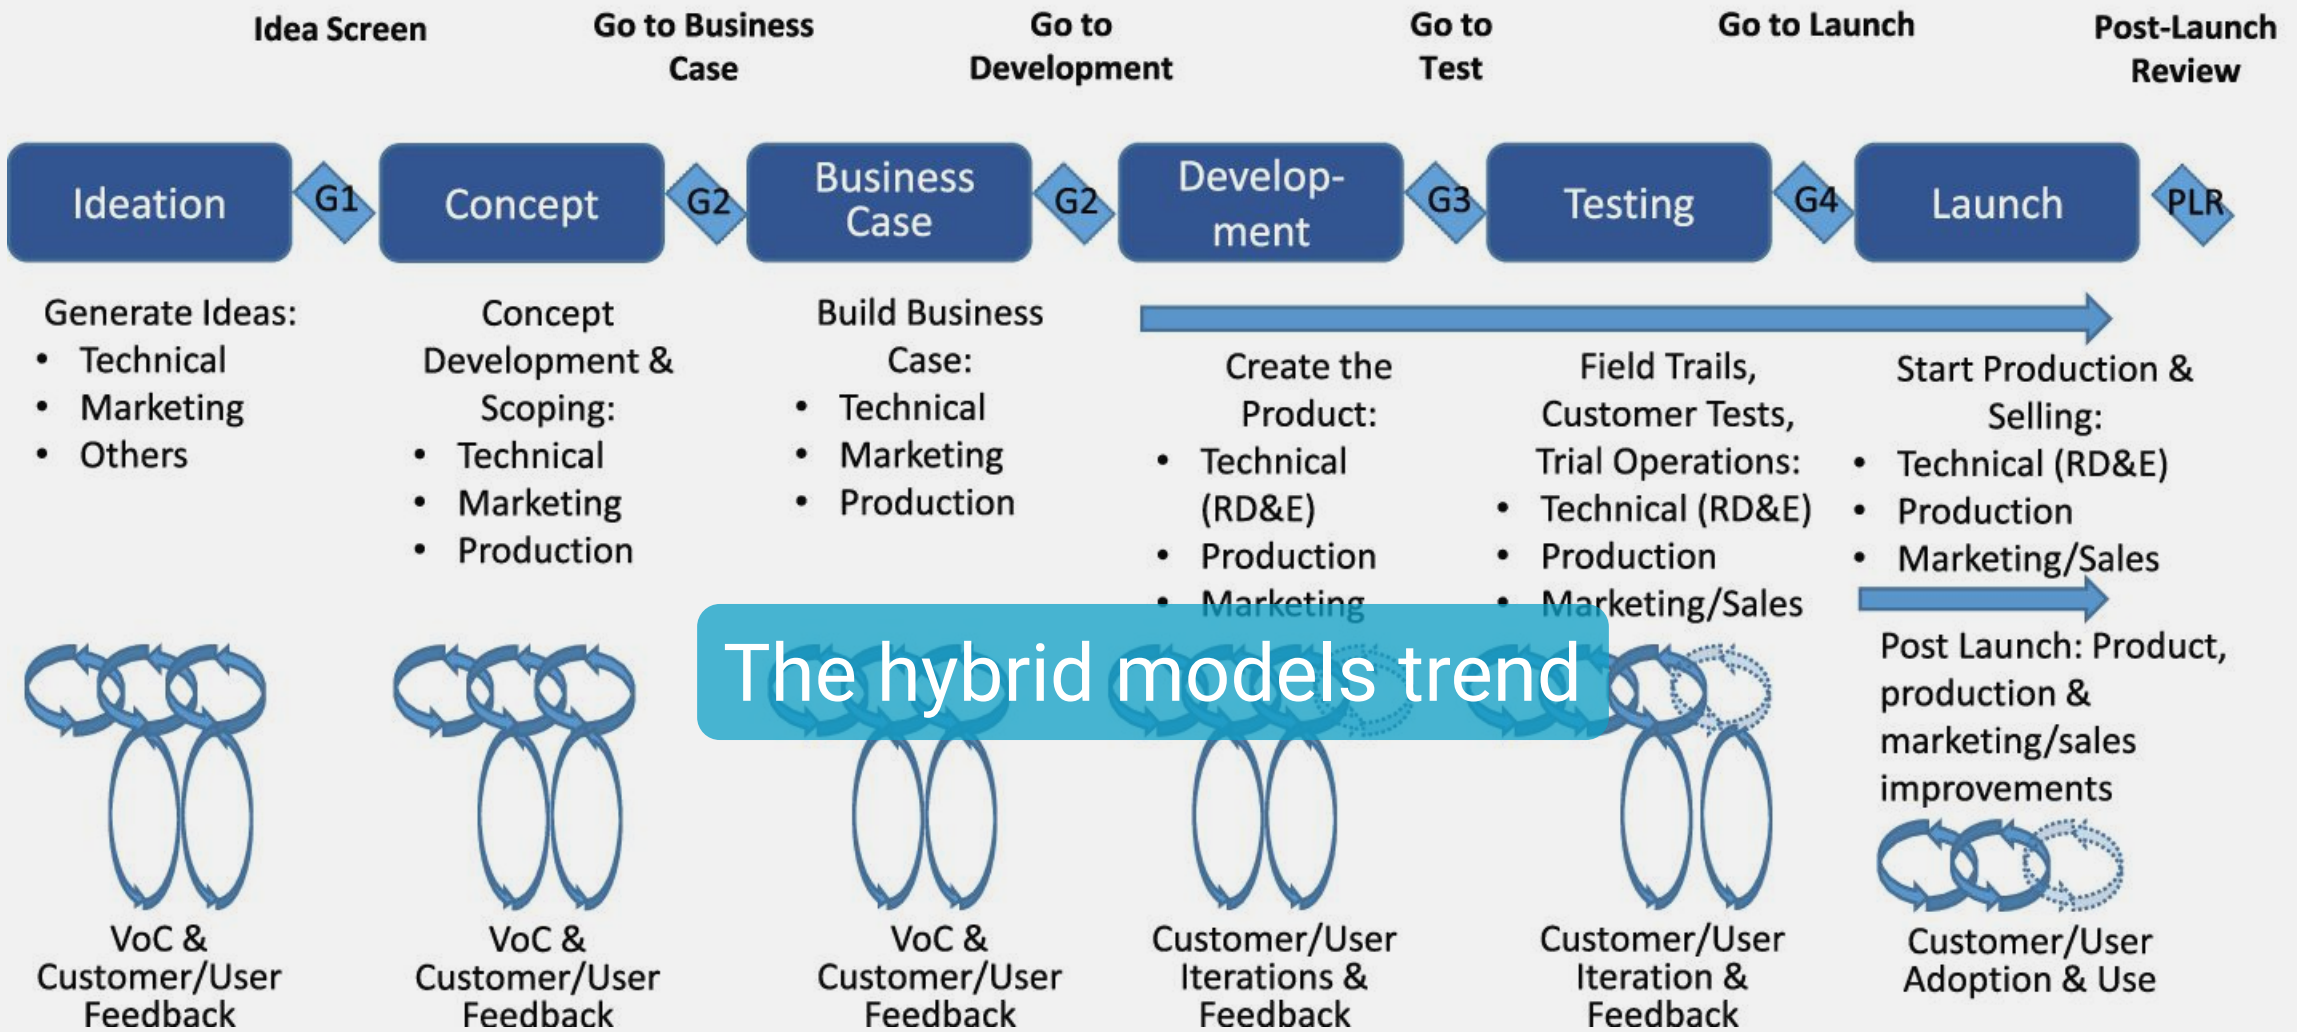 Idea Screen
Go to Business
Case
Go to
Development
Go to
Test
Go to Launch
Post-Launch
Review
Ideation
G1
Concept
G2
Business
Case
G2
Develop-
ment
G3
Testing
G4
Launch
PLR
Generate Ideas:
• Technical
• Marketing
• Others
Concept
Development &
Scoping:
• Technical
• Marketing
• Production
Build Business
Case:
• Technical
• Marketing
• Production
Create the
Product:
• Technical
(RD&E)
• Production
• Marketing
Field Trails,
Customer Tests,
Trial Operations:
• Technical (RD&E)
• Production
• Marketing/Sales
Start Production &
Selling:
• Technical (RD&E)
• Production
• Marketing/Sales
The hybrid models trend
Post Launch: Product,
production &
marketing/sales
improvements
VoC &
Customer/User
Feedback
VoC &
Customer/User
Feedback
VoC &
Customer/User
Feedback
Customer/User
Iterations &
Feedback
Customer/User
Iteration &
Feedback
Customer/User
Adoption & Use